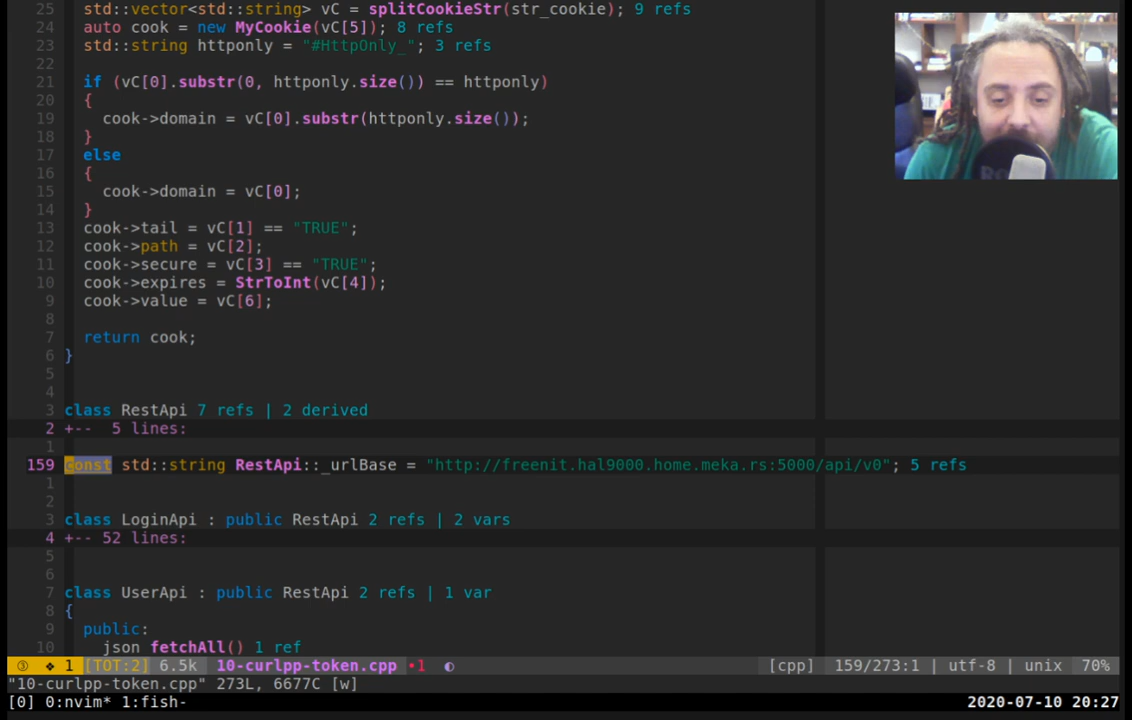 25 std::vector<std::string> vC = splitCookieStr(str_cookie); 9 refs
24 auto cook = new MyCookie(vC[5]); 8 refs
23 std::string httponly = "#HttpOnly_"; 3 refs
22
21 if (vC[0].substr(0, httponly.size()) == httponly)
20 {
19 cook->domain = vC[0].substr(httponly.size());
18 }
17 else
16 {
15 cook->domain = vC[0];
14 }
13 cook->tail = vC[1] == "TRUE";
12 cook->path = vC[2];
11 cook->secure = vC[3] == "TRUE";
10 cook->expires = StrToInt(vC[4]);
9 cook->value = vC[6];
8
7 return cook;
6 }
5
4
3 class RestApi 7 refs | 2 derived
2 +-- 5 lines:
1
159 const std::string RestApi::_urlBase = "http://freenit.hal9000.home.meka.rs:5000/api/v0"; 5 refs
1
2
3 class LoginApi : public RestApi 2 refs | 2 vars
4 +-- 52 lines:
5
6
7 class UserApi : public RestApi 2 refs | 1 var
8 {
9 public:
10 json fetchAll() 1 ref
③ ❖ 1 [TOT:2] 6.5k 10-curlpp-token.cpp •1 ◐ [cpp] 159/273:1 | utf-8 | unix 70%
"10-curlpp-token.cpp" 273L, 6677C [w]
[0] 0:nvim* 1:fish- 2020-07-10 20:27